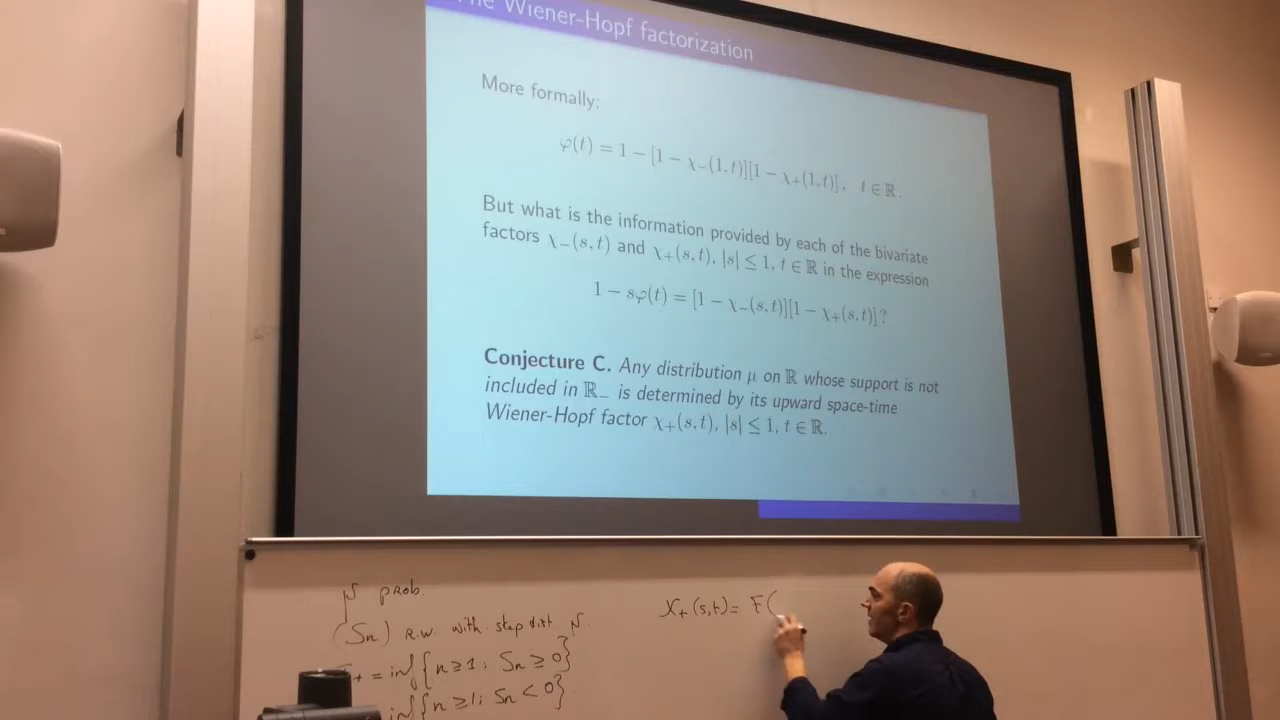 The Wiener-Hopf factorization
More formally:
φ(t) = 1 − [1 − χ₋(1, t)][1 − χ₊(1, t)], t ∈ ℝ.
But what is the information provided by each of the bivariate
factors χ₋(s, t) and χ₊(s, t), |s| ≤ 1, t ∈ ℝ in the expression
1 − sφ(t) = [1 − χ₋(s, t)][1 − χ₊(s, t)]?
Conjecture C. Any distribution μ on ℝ whose support is not
included in ℝ₋ is determined by its upward space-time
Wiener-Hopf factor χ₊(s, t), |s| ≤ 1, t ∈ ℝ.
μ prob.
(Sn) R.W. with step dist μ.
+ = inf{n ≥ 1; Sn ≥ 0}
inf{n ≥ 1; Sn < 0}
χ₊(s,t) = E(